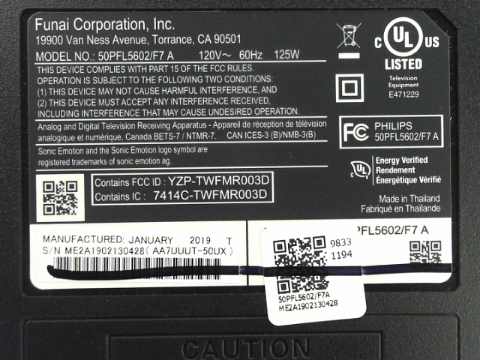 Funai Corporation, Inc.
19900 Van Ness Avenue, Torrance, CA 90501
MODEL NO.: 50PFL5602/F7 A 120V~ 60Hz 125W
THIS DEVICE COMPLIES WITH PART 15 OF THE FCC RULES.
OPERATION IS SUBJECT TO THE FOLLOWING TWO CONDITIONS:
(1) THIS DEVICE MAY NOT CAUSE HARMFUL INTERFERENCE, AND
(2) THIS DEVICE MUST ACCEPT ANY INTERFERENCE RECEIVED,
INCLUDING INTERFERENCE THAT MAY CAUSE UNDESIRED OPERATION.
Analog and Digital Television Receiving Apparatus - Appareil de réception de télévision
analogique et numérique, Canada BETS-7 / NTMR-7. CAN ICES-3 (B)/NMB-3(B)
Sonic Emotion and Sonic Emotion logo symbol are
registered trademarks of sonic emotion ag.
Contains FCC ID : YZP-TWFMR003D
Contains IC : 7414C-TWFMR003D
C UL US
LISTED
Television
Equipment
E471229
FC PHILIPS
50PFL5602/F7 A
UL Energy Verified
Rendement
Énergétique Vérifié
Made in Thailand
Fabriqué en Thaïlande
MANUFACTURED: JANUARY 2019 T
S/N ME2A1902130428 ( AA7UUUT-50UX )
PFL5602/F7 A
9833
1194
50PFL5602/F7A
ME2A1902130428
CAUTION